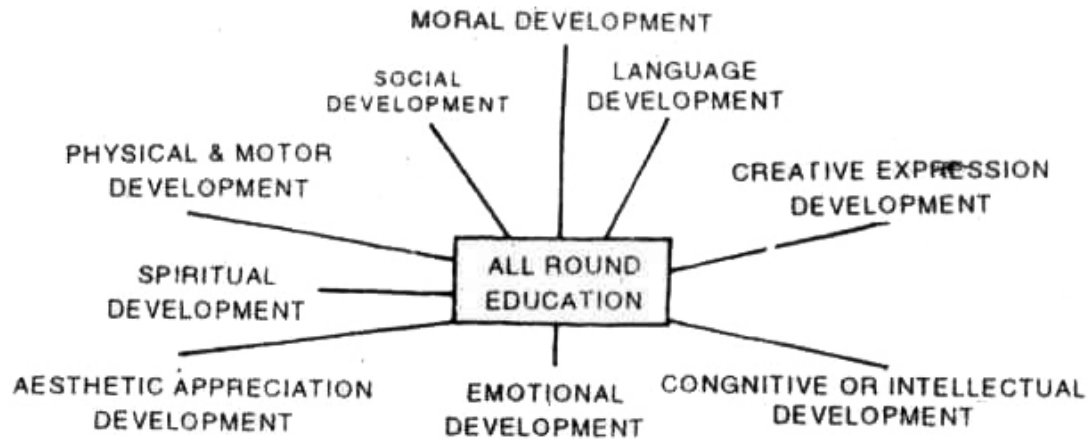 MORAL DEVELOPMENT
SOCIAL
DEVELOPMENT
LANGUAGE
DEVELOPMENT
PHYSICAL & MOTOR
DEVELOPMENT
CREATIVE EXPRESSION
DEVELOPMENT
ALL ROUND
EDUCATION
SPIRITUAL
DEVELOPMENT
AESTHETIC APPRECIATION
DEVELOPMENT
EMOTIONAL
DEVELOPMENT
CONGNITIVE OR INTELLECTUAL
DEVELOPMENT